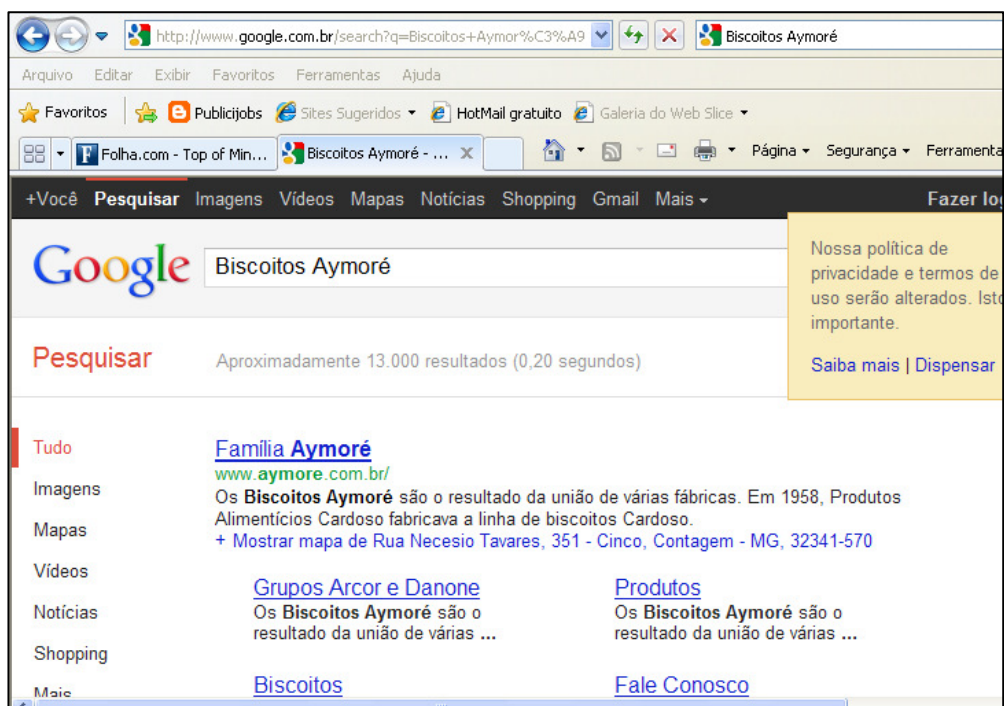 http://www.google.com.br/search?q=Biscoitos+Aymor%C3%A9 Biscoitos Aymoré
Arquivo Editar Exibir Favoritos Ferramentas Ajuda
Favoritos Publicijobs Sites Sugeridos HotMail gratuito Galeria do Web Slice
Folha.com - Top of Min... Biscoitos Aymoré - ... Página Segurança
+Você Pesquisar Imagens Vídeos Mapas Notícias Shopping Gmail Mais Fazer
Google Biscoitos Aymoré
Nossa política de
privacidade e termos de
uso serão alterados.
importante.
Saiba mais | Dispensar
Pesquisar Aproximadamente 13.000 resultados (0,20 segundos)
Tudo
Imagens
Mapas
Vídeos
Notícias
Shopping
Mais
Família Aymoré
www.aymore.com.br/
Os Biscoitos Aymoré são o resultado da união de várias fábricas. Em 1958, Produtos
Alimentícios Cardoso fabricava a linha de biscoitos Cardoso.
+ Mostrar mapa de Rua Necesio Tavares, 351 - Cinco, Contagem - MG, 32341-570
Grupos Arcor e Danone
Os Biscoitos Aymoré são o
resultado da união de várias ...
Produtos
Os Biscoitos Aymoré são o
resultado da união de várias ...
Biscoitos
Fale Conosco